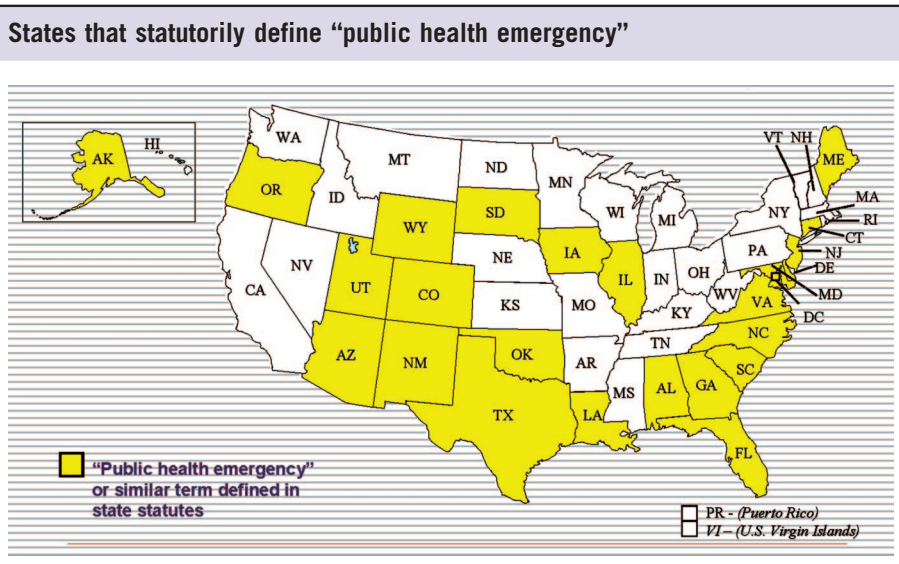 States that statutorily define “public health emergency”
AK
HI
WA
OR
ID
MT
ND
MN
WI
MI
VT NH
ME
MA
RI
CT
NJ
DE
MD
DC
NY
PA
WY
SD
IA
NE
NV
UT
CO
CA
KS
MO
IL
IN
OH
WV
VA
KY
NC
TN
SC
AZ
NM
OK
AR
MS
AL
GA
TX
LA
FL
“Public health emergency”
or similar term defined in
state statutes
PR - (Puerto Rico)
VI – (U.S. Virgin Islands)